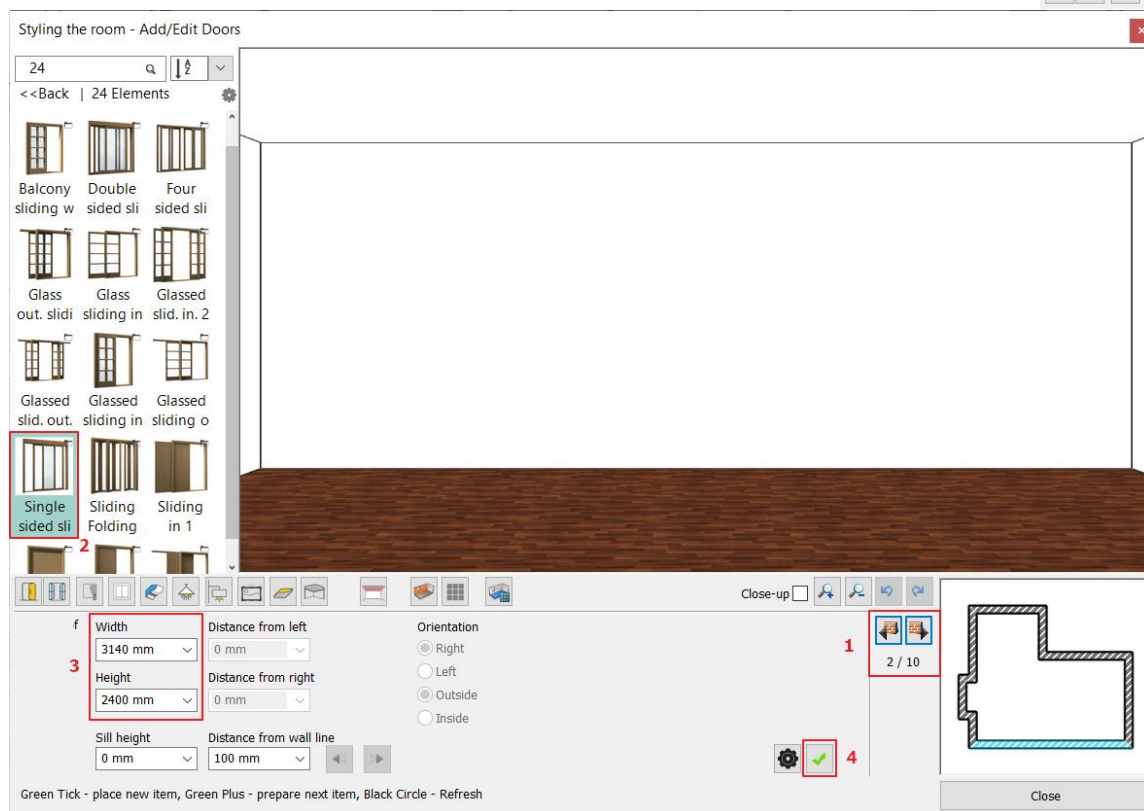 Styling the room - Add/Edit Doors
24
A
Z
<<Back | 24 Elements
Balcony Double Four
sliding w sided sli sided sli
Glass Glass Glassed
out. slidi sliding in slid. in. 2
Glassed Glassed Glassed
slid. out. sliding in sliding o
Single Sliding Sliding
sided sli Folding in 1
2
Close-up
f Width Distance from left Orientation
3140 mm 0 mm Right
3
Left
Height Distance from right
2400 mm 0 mm Outside
Inside
Sill height Distance from wall line
0 mm 100 mm
1
2 / 10
4
Green Tick - place new item, Green Plus - prepare next item, Black Circle - Refresh
Close